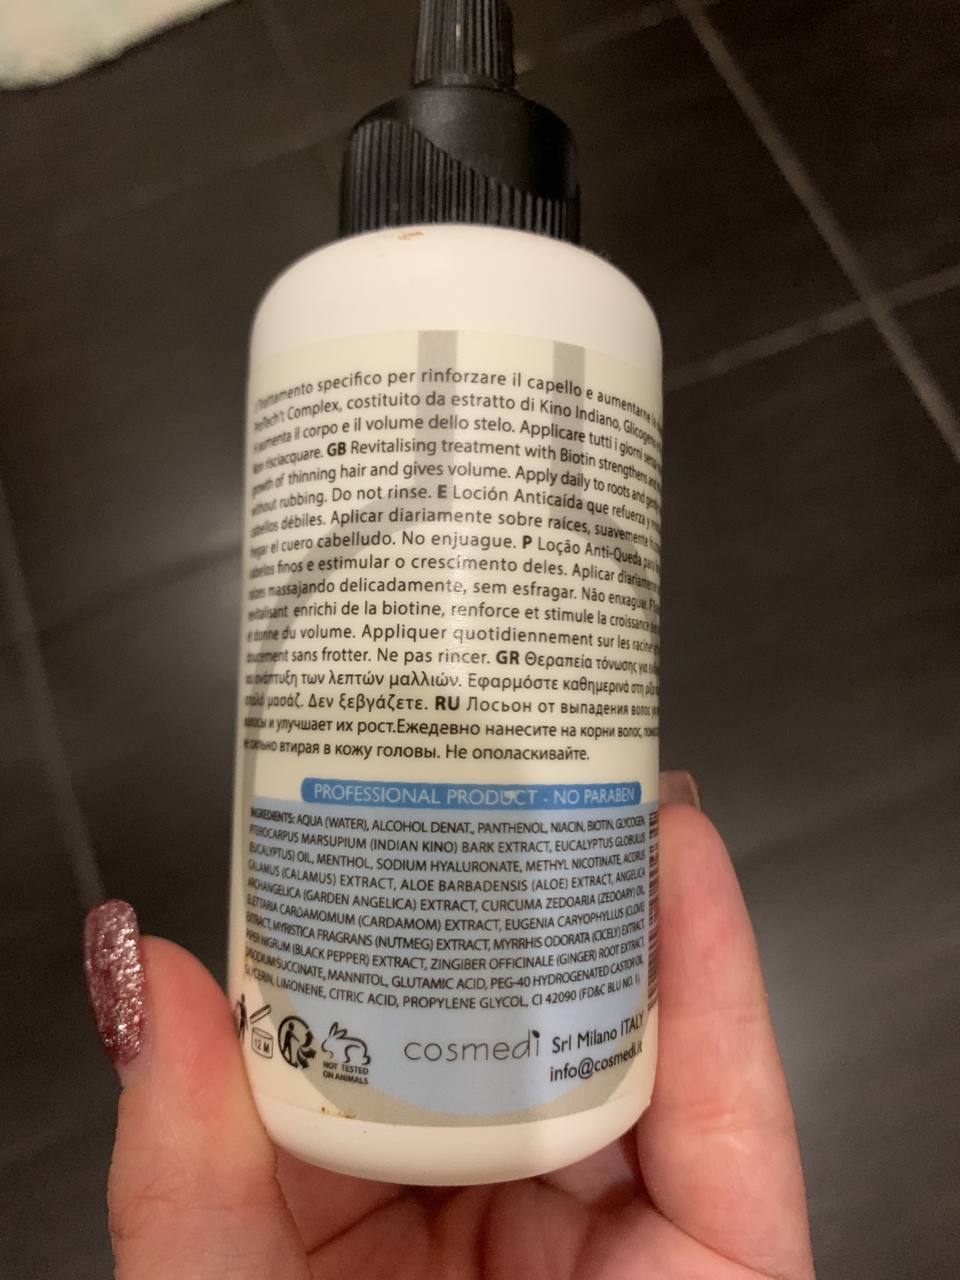 Trattamento specifico per rinforzare il capello e aumentarne
ProTech't Complex, costituito da estratto di Kino Indiano, Glicogeno
aumenta il corpo e il volume dello stelo. Applicare tutti i giorni senza
Non risciacquare. GB Revitalising treatment with Biotin strengthens and
growth of thinning hair and gives volume. Apply daily to roots and gently
without rubbing. Do not rinse. E Loción Anticaída que refuerza y
cabellos débiles. Aplicar diariamente sobre raíces, suavemente
fregar el cuero cabelludo. No enjuague. P Loção Anti-Queda para
cabelos finos e estimular o crescimento deles. Aplicar diariamente
raízes massajando delicadamente, sem esfregar. Não enxaguar. F
revitalisant enrichi de la biotine, renforce et stimule la croissance
et donne du volume. Appliquer quotidiennement sur les racines
doucement sans frotter. Ne pas rincer. GR Θεραπεία τόνωσης για
και ανάπτυξη των λεπτών μαλλιών. Εφαρμόστε καθημερινά στη ρίζα
απαλό μασάζ. Δεν ξεβγάζετε. RU Лосьон от выпадения волос
волосы и улучшает их рост.Ежедевно нанесите на корни волос,
не сильно втирая в кожу головы. Не ополаскивайте.
PROFESSIONAL PRODUCT - NO PARABEN
INGREDIENTS: AQUA (WATER), ALCOHOL DENAT., PANTHENOL, NIACIN, BIOTIN, GLYCOGEN,
PTEROCARPUS MARSUPIUM (INDIAN KINO) BARK EXTRACT, EUCALYPTUS GLOBULUS
(EUCALYPTUS) OIL, MENTHOL, SODIUM HYALURONATE, METHYL NICOTINATE, ACORUS
CALAMUS (CALAMUS) EXTRACT, ALOE BARBADENSIS (ALOE) EXTRACT, ANGELICA
ARCHANGELICA (GARDEN ANGELICA) EXTRACT, CURCUMA ZEDOARIA (ZEDOARY) OIL,
ELETTARIA CARDAMOMUM (CARDAMOM) EXTRACT, EUGENIA CARYOPHYLLUS (CLOVE)
EXTRACT, MYRISTICA FRAGRANS (NUTMEG) EXTRACT, MYRRHIS ODORATA (CICELY) EXTRACT,
PIPER NIGRUM (BLACK PEPPER) EXTRACT, ZINGIBER OFFICINALE (GINGER) ROOT EXTRACT,
DISODIUM SUCCINATE, MANNITOL, GLUTAMIC ACID, PEG-40 HYDROGENATED CASTOR OIL,
GLYCERIN, LIMONENE, CITRIC ACID, PROPYLENE GLYCOL, CI 42090 (FD&C BLU NO. 1).
12 M
NOT TESTED
ON ANIMALS
cosmedi
Srl Milano ITALY
info@cosmedi.it